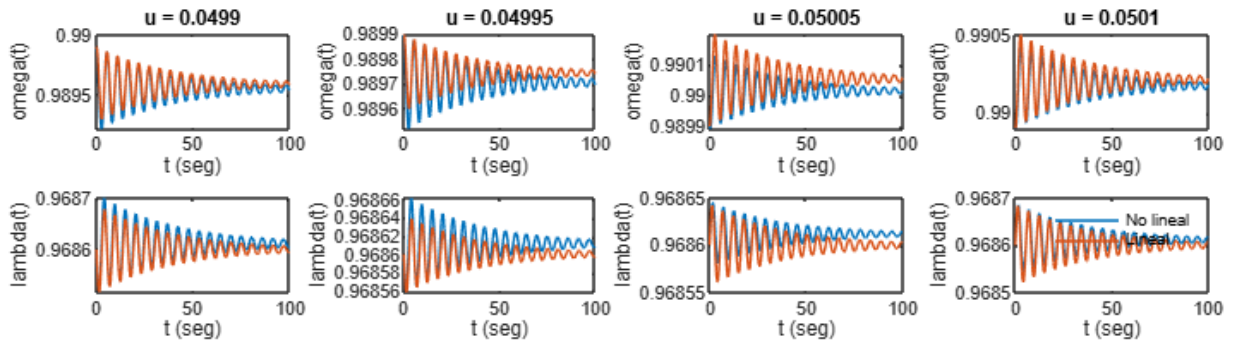 u = 0.0499
u = 0.04995
u = 0.05005
u = 0.0501
omega(t)
0.99
0.9895
0 50 100
t (seg)
omega(t)
0.9899
0.9898
0.9897
0.9896
0 50 100
t (seg)
omega(t)
0.9901
0.99
0.9899
0 50 100
t (seg)
omega(t)
0.9905
0.99
0 50 100
t (seg)
lambda(t)
0.9687
0.9686
0 50 100
t (seg)
lambda(t)
0.96866
0.96864
0.96862
0.9686
0.96858
0.96856
0 50 100
t (seg)
lambda(t)
0.96865
0.9686
0.96855
0 50 100
t (seg)
lambda(t)
0.9687
0.9686
0.9685
0 50 100
t (seg)
No lineal
Lineal